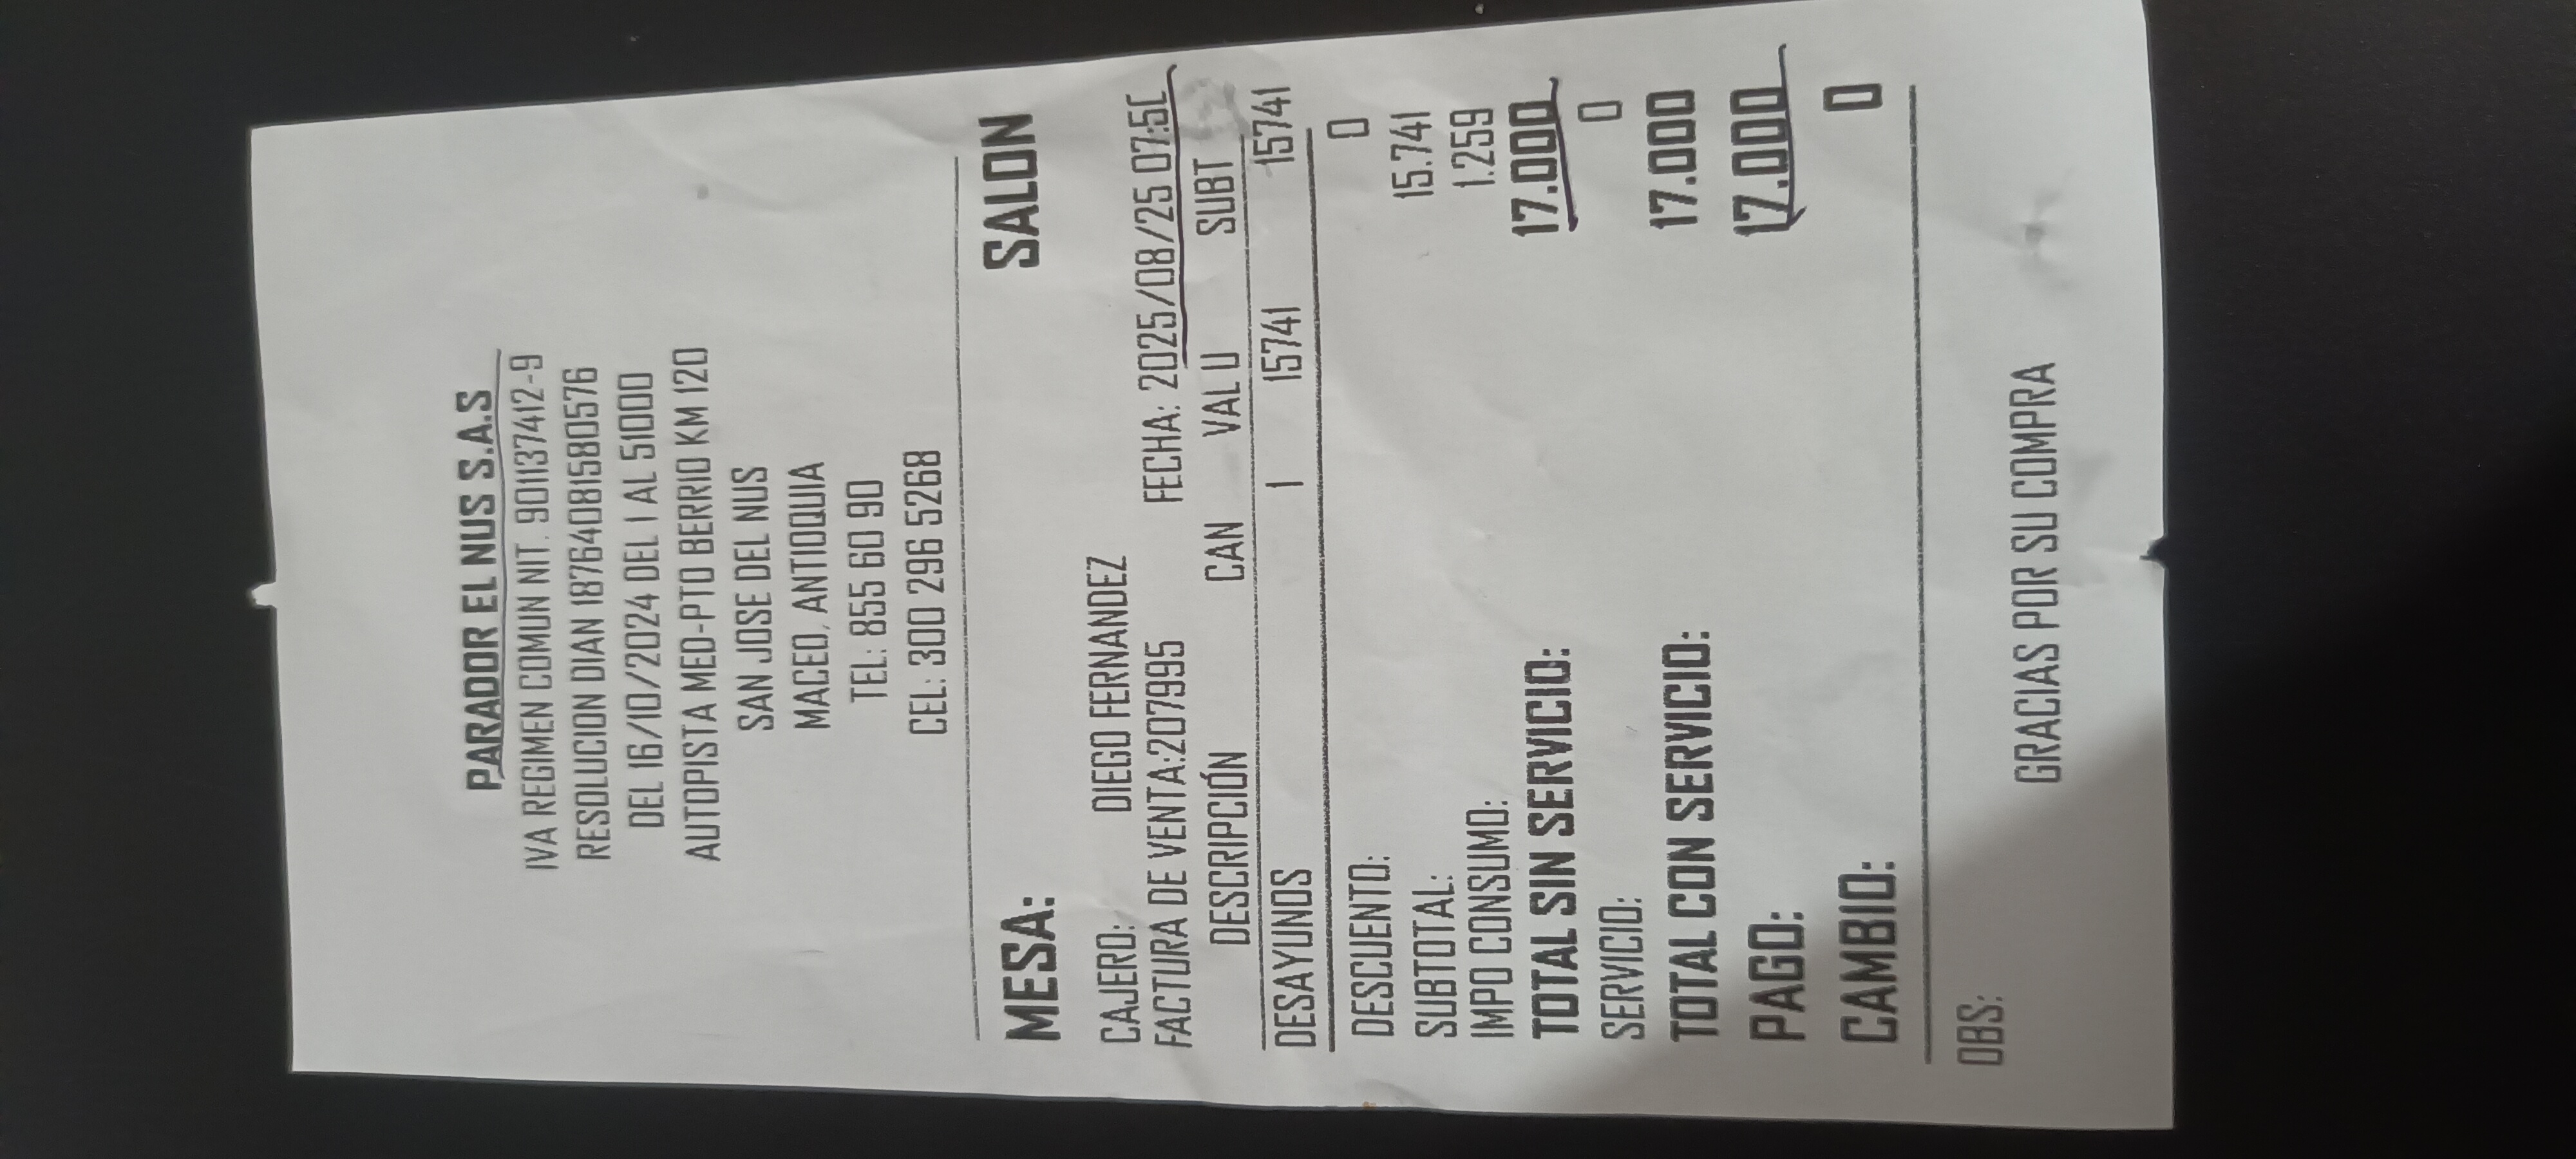 PARADOR EL NUS S.A.S
IVA REGIMEN COMUN NIT. 901137412-9
RESOLUCION DIAN 18764081580576
DEL 16/10/2024 DEL 1 AL 51000
AUTOPISTA MED-PTO BERRIO KM 120
SAN JOSE DEL NUS
MACEO, ANTIOQUIA
TEL: 855 60 90
CEL: 300 296 5268
MESA: SALON
CAJERO: DIEGO FERNANDEZ
FACTURA DE VENTA:207995 FECHA: 2025/08/25
DESCRIPCIÓN CAN VAL U SUBT
DESAYUNOS 1 15741 15741
DESCUENTO: 0
SUBTOTAL: 15.741
IMPO CONSUMO: 1.259
TOTAL SIN SERVICIO: 17.000
SERVICIO: 0
TOTAL CON SERVICIO: 17.000
PAGO: 17.000
CAMBIO: 0
OBS:
GRACIAS POR SU COMPRA